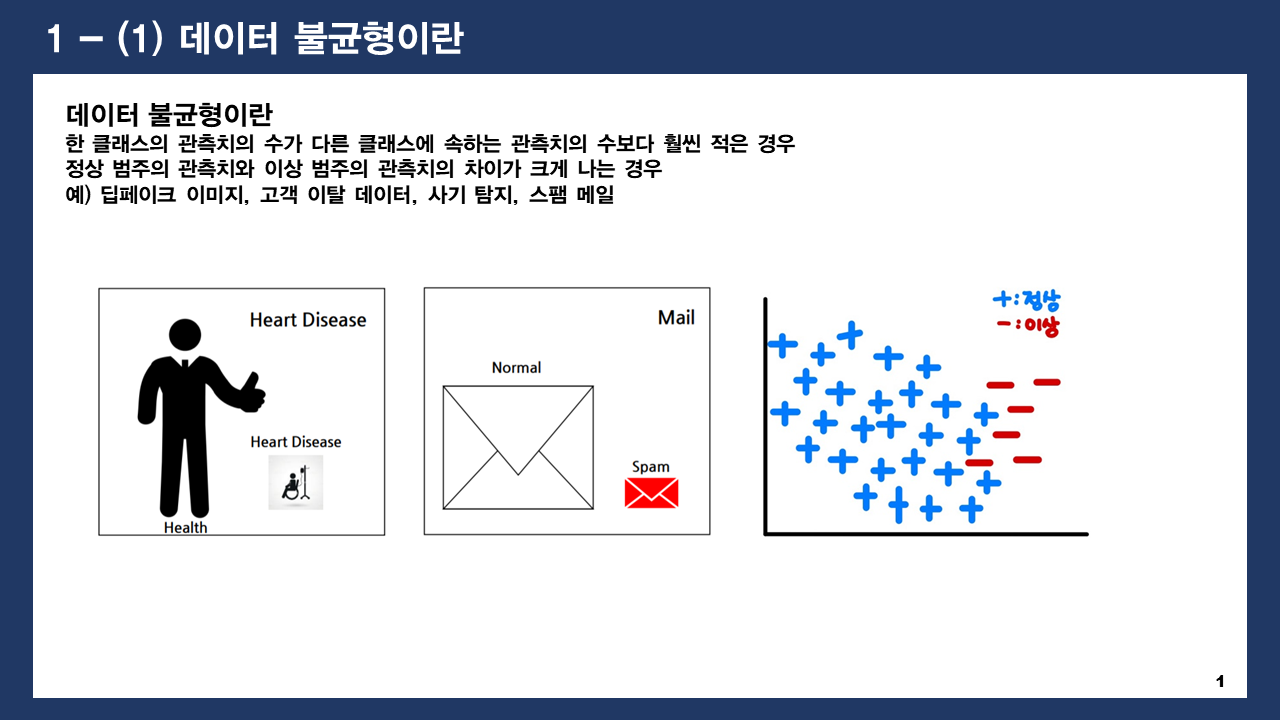 1 – (1) 데이터 불균형이란
데이터 불균형이란
한 클래스의 관측치의 수가 다른 클래스에 속하는 관측치의 수보다 훨씬 적은 경우
정상 범주의 관측치와 이상 범주의 관측치의 차이가 크게 나는 경우
예) 딥페이크 이미지, 고객 이탈 데이터, 사기 탐지, 스팸 메일
Heart Disease
Heart Disease
Health
Mail
Normal
Spam
+ : 정상
- : 이상
1